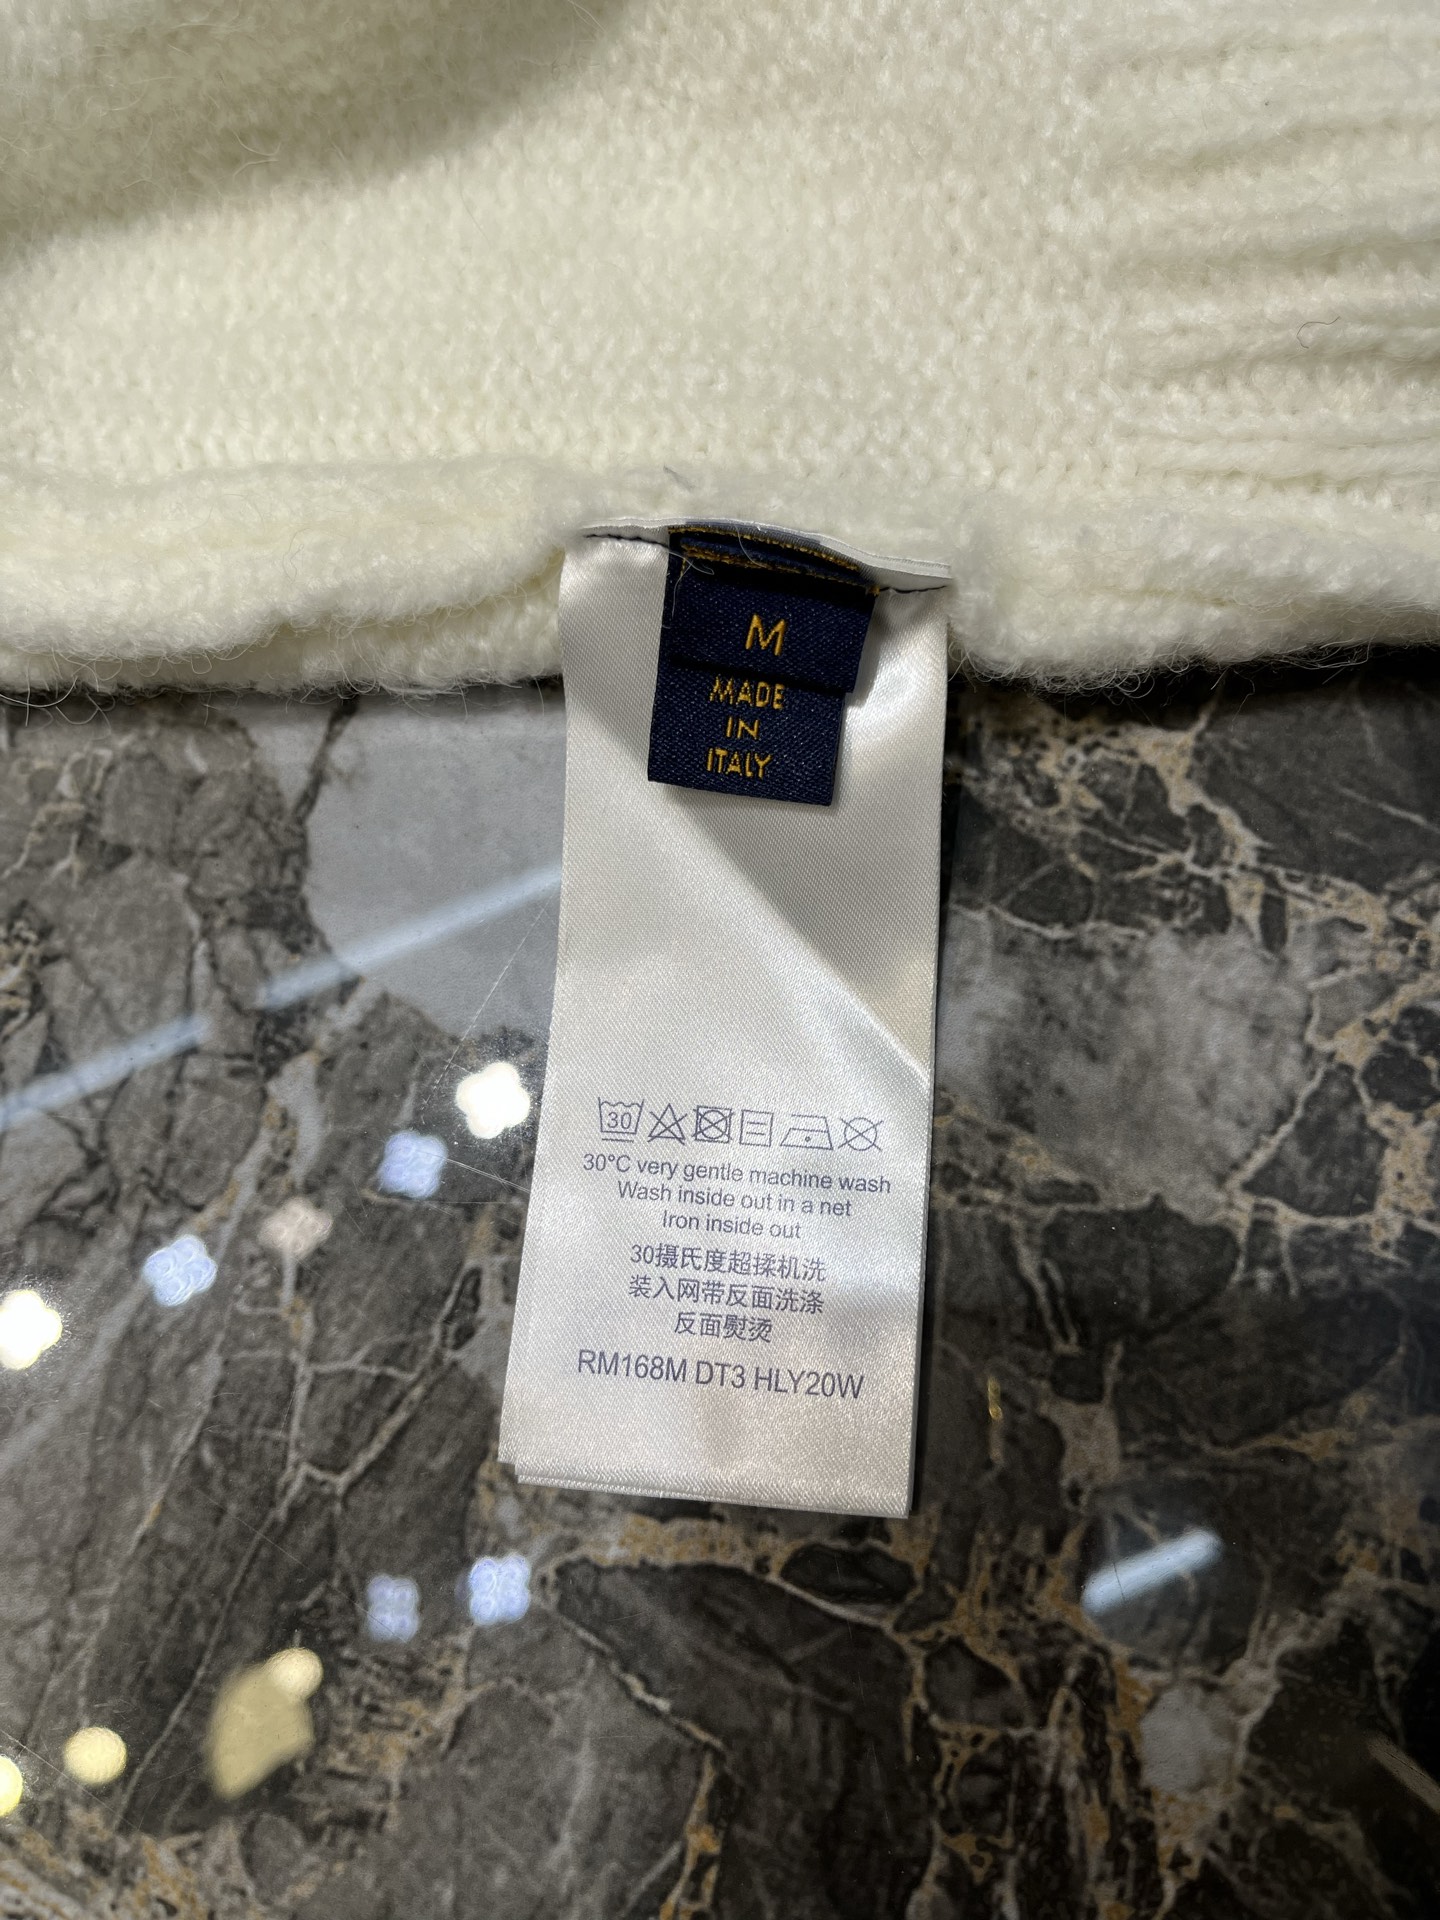 M
MADE
IN
ITALY
30
30°C very gentle machine wash
Wash inside out in a net
Iron inside out
30摄氏度超揉机洗
装入网带反面洗涤
反面熨烫
RM168M DT3 HLY20W